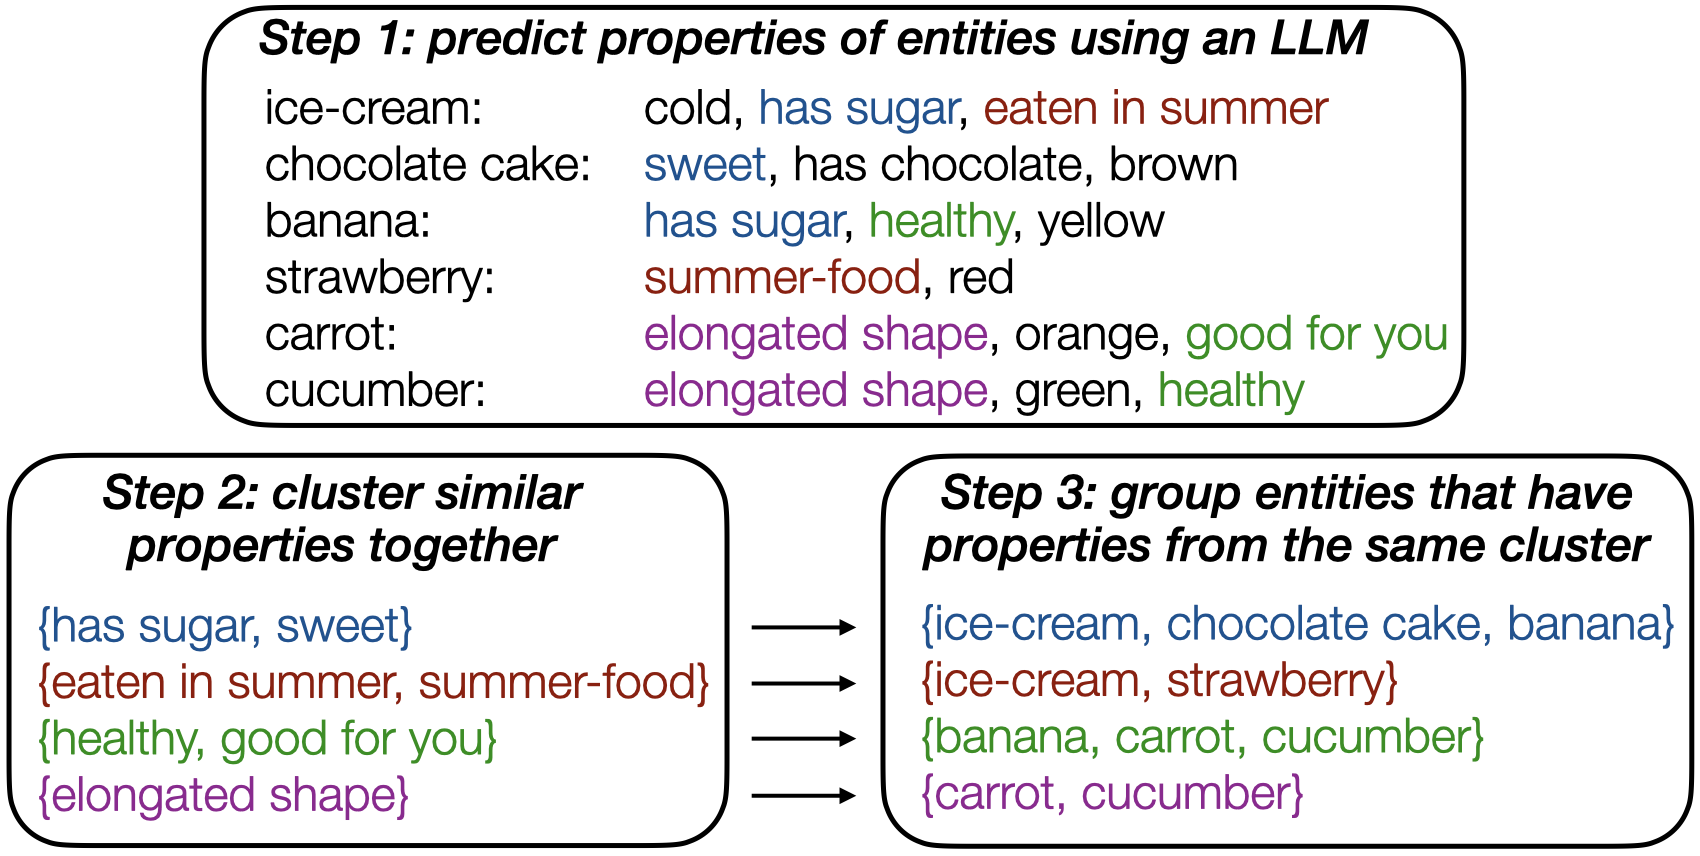 Step 1: predict properties of entities using an LLM
ice-cream: cold, has sugar, eaten in summer
chocolate cake: sweet, has chocolate, brown
banana: has sugar, healthy, yellow
strawberry: summer-food, red
carrot: elongated shape, orange, good for you
cucumber: elongated shape, green, healthy
Step 2: cluster similar
properties together
{has sugar, sweet}
{eaten in summer, summer-food}
{healthy, good for you}
{elongated shape}
Step 3: group entities that have
properties from the same cluster
{ice-cream, chocolate cake, banana}
{ice-cream, strawberry}
{banana, carrot, cucumber}
{carrot, cucumber}